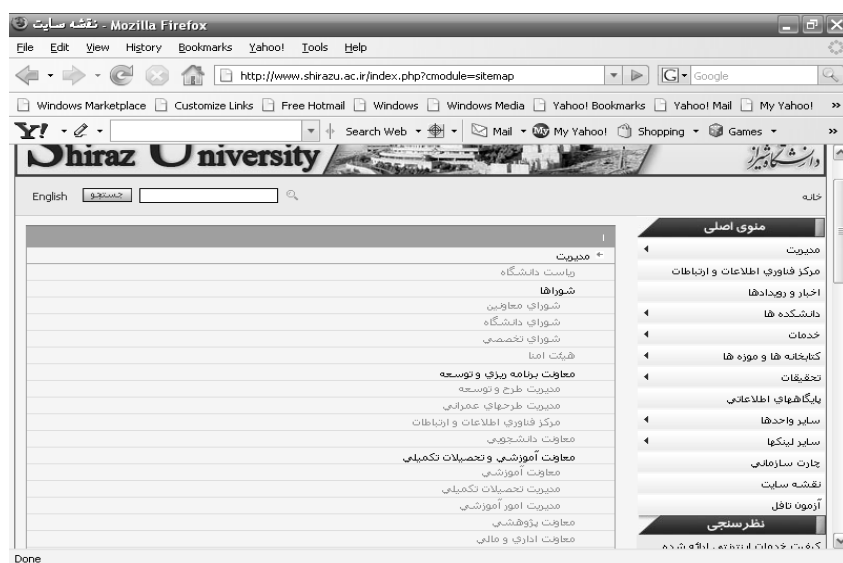 نقشه سایت - Mozilla Firefox
File Edit View History Bookmarks Yahoo! Tools Help
http://www.shirazu.ac.ir/index.php?cmodule=sitemap
G Google
Windows Marketplace Customize Links Free Hotmail Windows Windows Media Yahoo! Bookmarks Yahoo! Mail My Yahoo! »
Y! Search Web Mail My Yahoo! Shopping Games »
Shiraz University دانشگاه شیراز
English جستجو
خانه
منوی اصلی
مدیریت
مرکز فناوري اطلاعات و ارتباطات
اخبار و رویدادها
دانشکده ها
خدمات
کتابخانه ها و موزه ها
تحقیقات
پایگاههاي اطلاعاتي
سایر واحدها
سایر لینکها
چارت سازماني
نقشه سایت
آزمون تافل
نظرسنجی
کیفیت خدمات اینترنتي ارائه شده
ا
مدیریت
ریاست دانشگاه
شوراها
شوراي معاونین
شوراي دانشگاه
شوراي تخصصي
هیئت امنا
معاونت برنامه ریزي و توسعه
مدیریت طرح و توسعه
مدیریت طرحهاي عمراني
مرکز فناوري اطلاعات و ارتباطات
معاونت دانشجویي
معاونت آموزشي و تحصیلات تکمیلي
معاونت آموزشي
مدیریت تحصیلات تکمیلي
مدیریت امور آموزشي
معاونت پژوهشي
معاونت اداري و مالي
Done